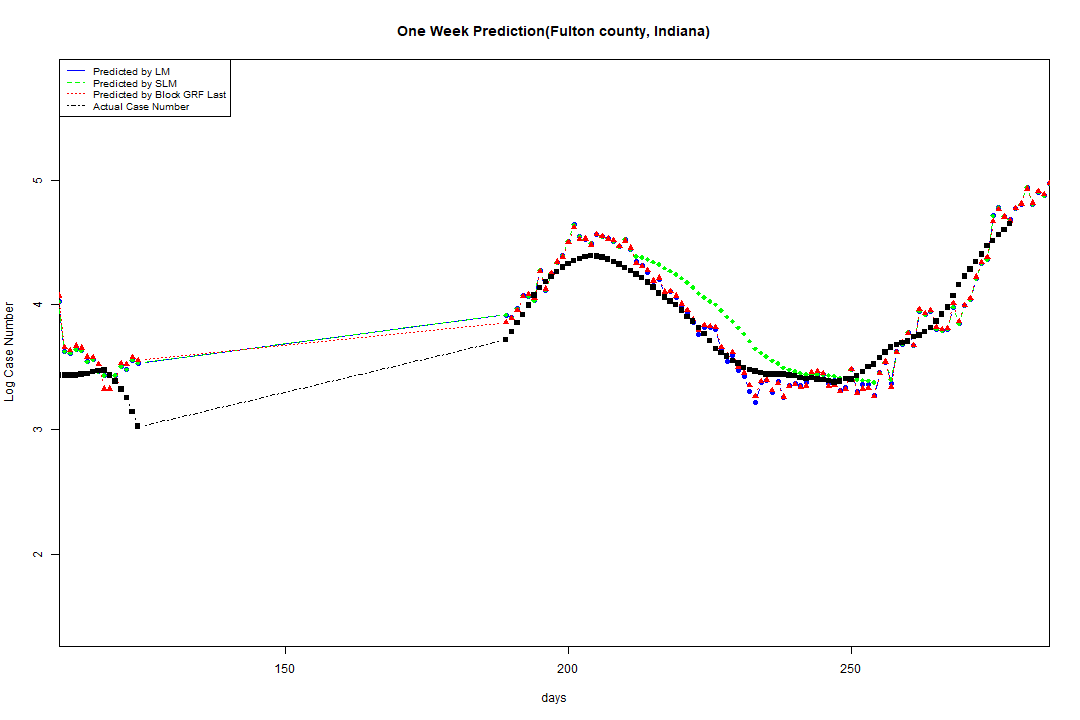 One Week Prediction(Fulton county, Indiana)
Predicted by LM
Predicted by SLM
Predicted by Block GRF Last
Actual Case Number
5
4
3
2
Log Case Number
150
200
250
days